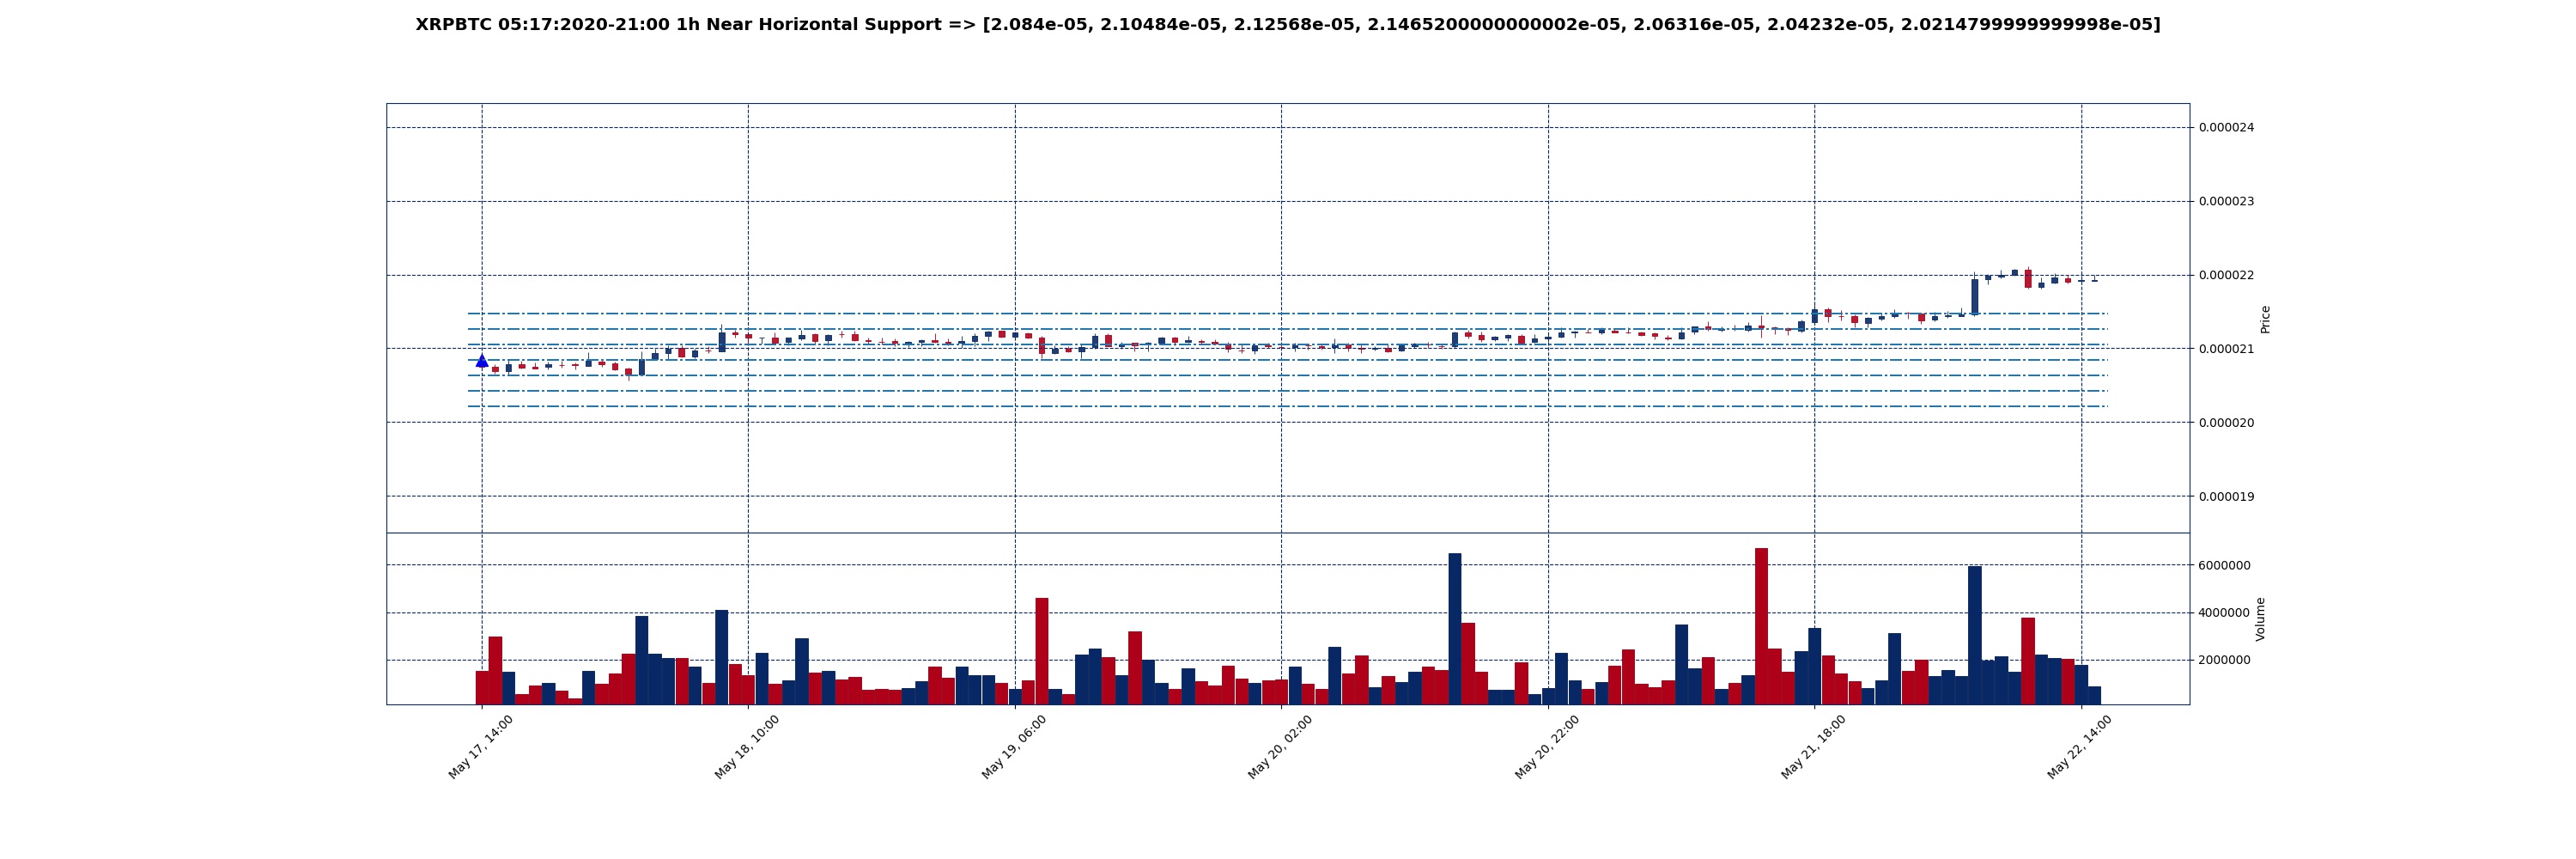 XRPBTC 05:17:2020-21:00 1h Near Horizontal Support => [2.084e-05, 2.10484e-05, 2.12568e-05, 2.1465200000000002e-05, 2.06316e-05, 2.04232e-05, 2.0214799999999998e-05]
0.000024
0.000023
0.000022
0.000021
0.000020
0.000019
Price
6000000
4000000
2000000
Volume
May 17, 14:00
May 18, 10:00
May 19, 06:00
May 20, 02:00
May 20, 22:00
May 21, 18:00
May 22, 14:00